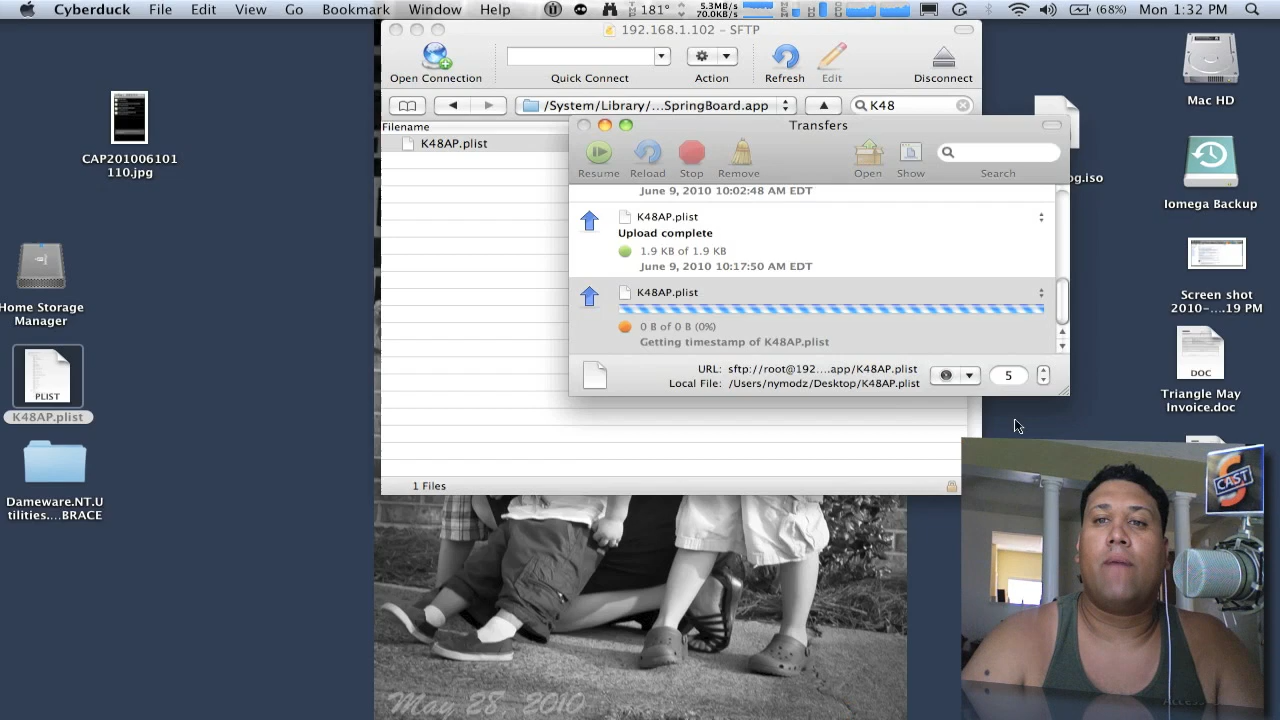 Cyberduck File Edit View Go Bookmark Window Help 181° 5.3MB/s 70.0KB/s (68%) Mon 1:32 PM
192.168.1.102 – SFTP
Open Connection Quick Connect Action Refresh Edit Disconnect
/System/Library/...SpringBoard.app K48
Filename
K48AP.plist
1 Files
Transfers
Resume Reload Stop Remove Open Show Search
June 9, 2010 10:02:48 AM EDT
K48AP.plist
Upload complete
1.9 KB of 1.9 KB
June 9, 2010 10:17:50 AM EDT
K48AP.plist
0 B of 0 B (0%)
Getting timestamp of K48AP.plist
URL: sftp://root@192....app/K48AP.plist
Local File: /Users/nymodz/Desktop/K48AP.plist
5
CAP201006101
110.jpg
Home Storage
Manager
PLIST
K48AP.plist
Dameware.NT.U
tilities....BRACE
Mac HD
og.iso
Iomega Backup
Screen shot
2010-....19 PM
DOC
Triangle May
Invoice.doc
CAST
May 28, 2010